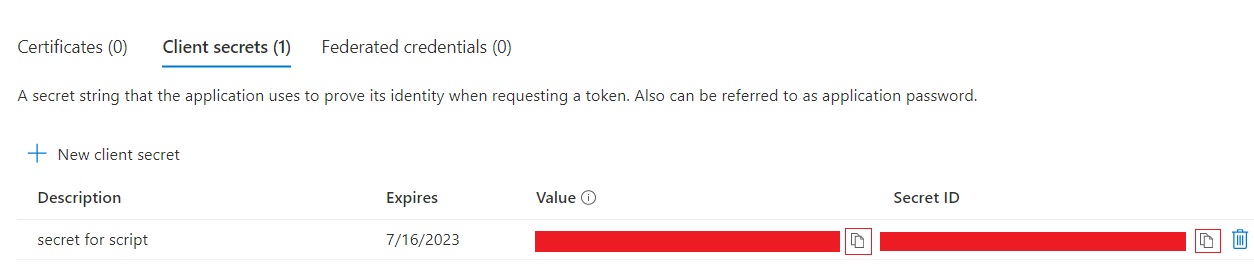 Certificates (0) Client secrets (1) Federated credentials (0)
A secret string that the application uses to prove its identity when requesting a token. Also can be referred to as application password.
New client secret
Description Expires Value Secret ID
secret for script 7/16/2023